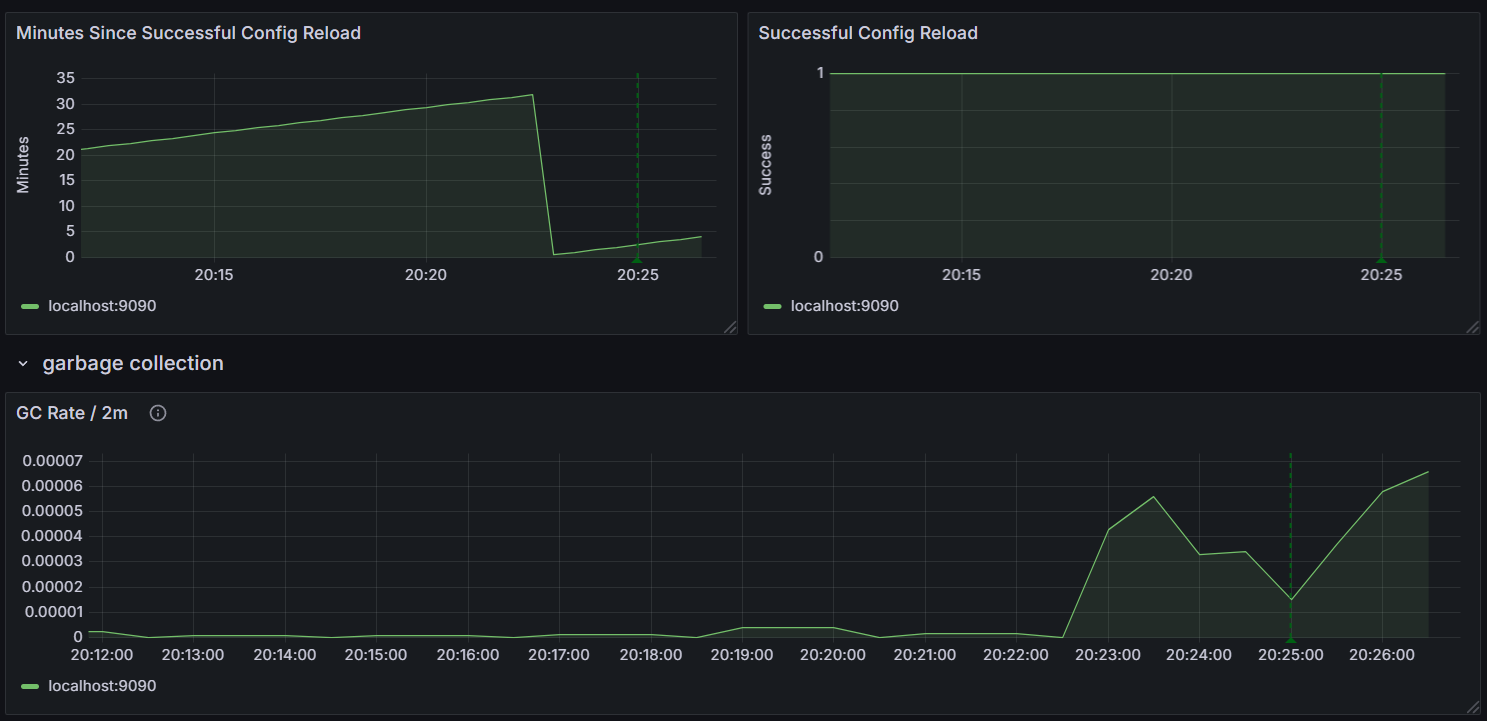 Minutes Since Successful Config Reload
35
30
25
20
15
10
5
0
Minutes
20:15 20:20 20:25
localhost:9090
Successful Config Reload
1
0
Success
20:15 20:20 20:25
localhost:9090
garbage collection
GC Rate / 2m
0.00007
0.00006
0.00005
0.00004
0.00003
0.00002
0.00001
0
20:12:00 20:13:00 20:14:00 20:15:00 20:16:00 20:17:00 20:18:00 20:19:00 20:20:00 20:21:00 20:22:00 20:23:00 20:24:00 20:25:00 20:26:00
localhost:9090